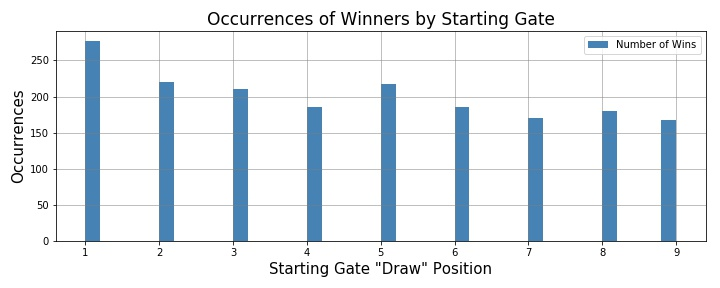 Occurrences of Winners by Starting Gate
Number of Wins
Occurrences
250
200
150
100
50
0
1 2 3 4 5 6 7 8 9
Starting Gate "Draw" Position